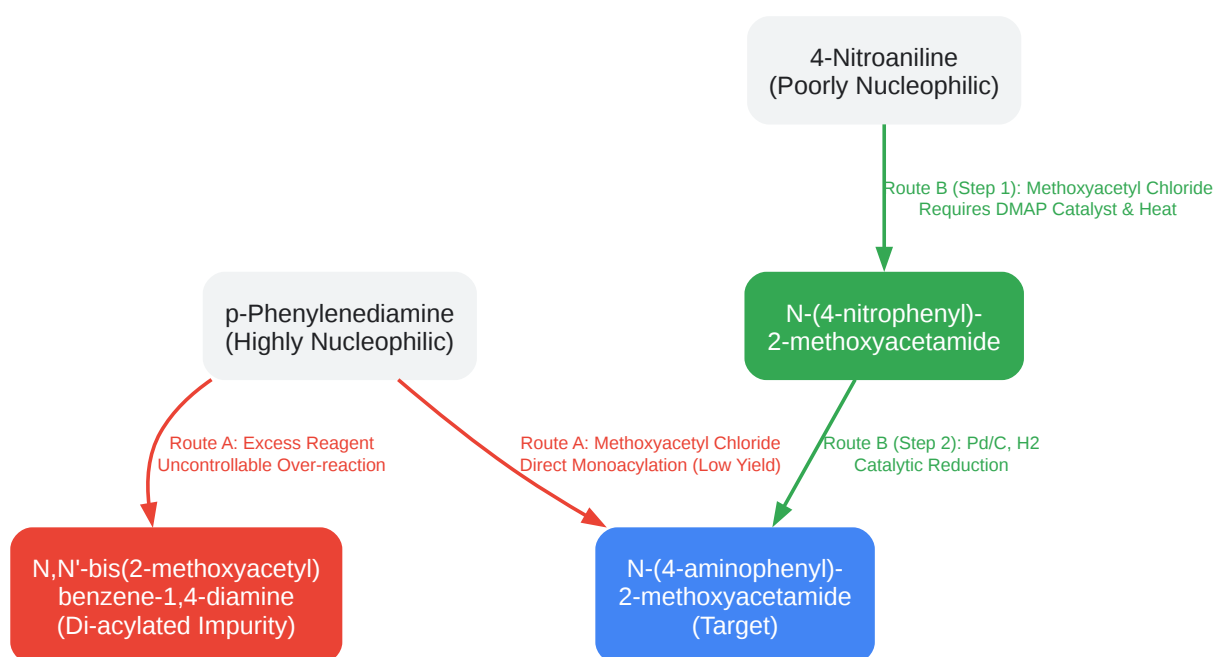 4-Nitroaniline
(Poorly Nucleophilic)
Route B (Step 1): Methoxyacetyl Chloride
Requires DMAP Catalyst & Heat
p-Phenylenediamine
(Highly Nucleophilic)
N-(4-nitrophenyl)-
2-methoxyacetamide
Route A: Excess Reagent
Uncontrollable Over-reaction
Route A: Methoxyacetyl Chloride
Direct Monoacylation (Low Yield)
Route B (Step 2): Pd/C, H2
Catalytic Reduction
N,N'-bis(2-methoxyacetyl)
benzene-1,4-diamine
(Di-acylated Impurity)
N-(4-aminophenyl)-
2-methoxyacetamide
(Target)